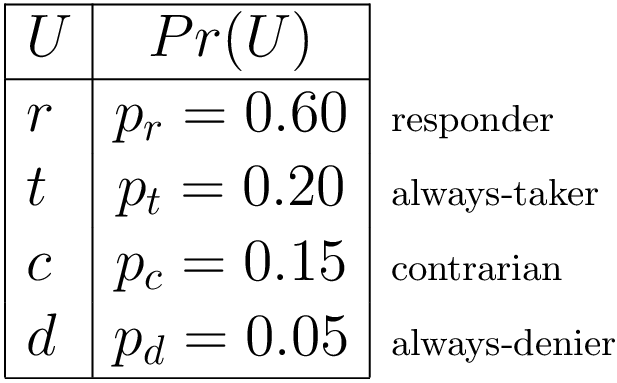 U Pr(U)
r p_r = 0.60 responder
t p_t = 0.20 always-taker
c p_c = 0.15 contrarian
d p_d = 0.05 always-denier